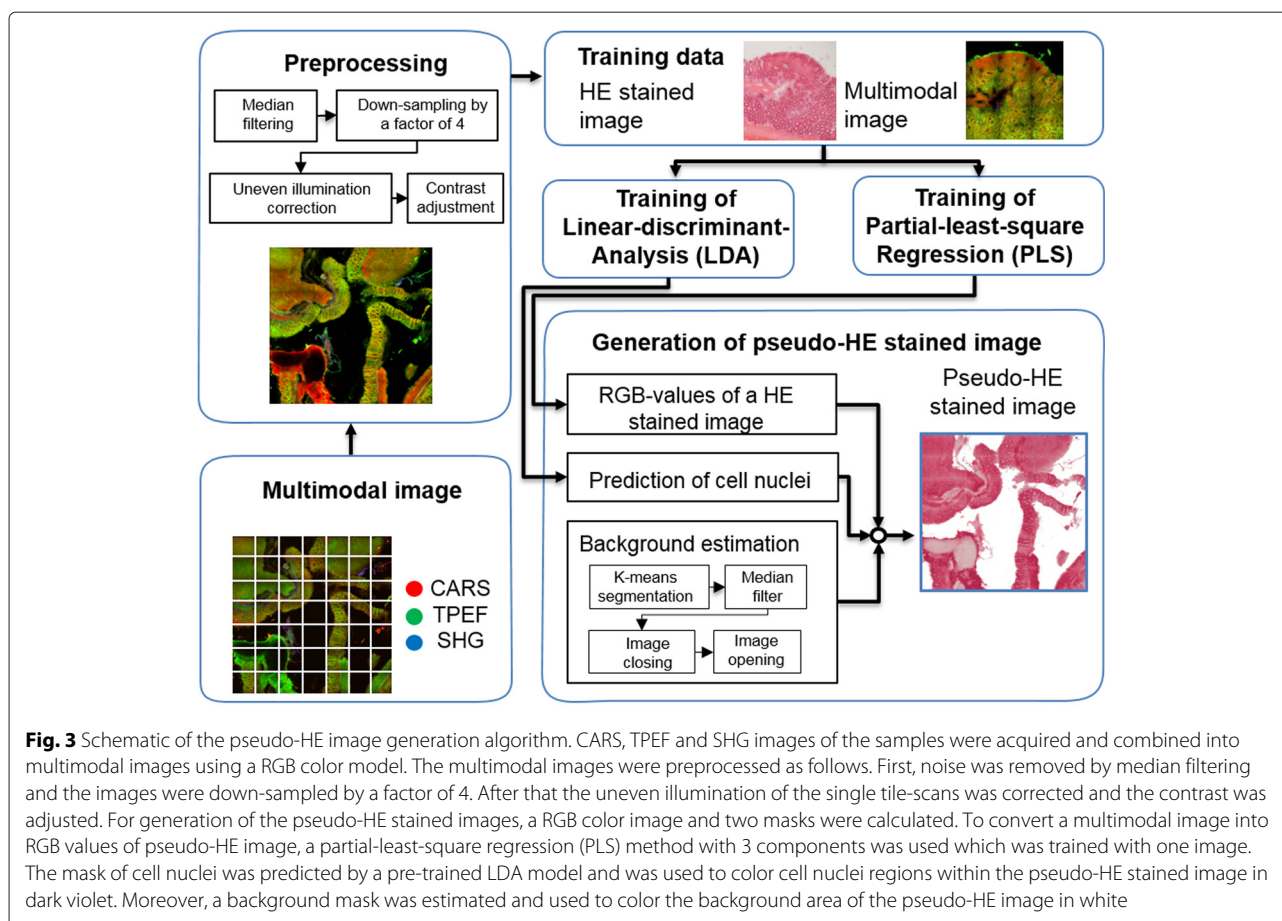 Preprocessing
Median
filtering
Down-sampling by
a factor of 4
Uneven illumination
correction
Contrast
adjustment
Multimodal image
CARS
TPEF
SHG
Training data
HE stained
image
Multimodal
image
Training of
Linear-discriminant-
Analysis (LDA)
Training of
Partial-least-square
Regression (PLS)
Generation of pseudo-HE stained image
RGB-values of a HE
stained image
Prediction of cell nuclei
Background estimation
K-means
segmentation
Median
filter
Image
closing
Image
opening
Pseudo-HE
stained image
Fig. 3 Schematic of the pseudo-HE image generation algorithm. CARS, TPEF and SHG images of the samples were acquired and combined into
multimodal images using a RGB color model. The multimodal images were preprocessed as follows. First, noise was removed by median filtering
and the images were down-sampled by a factor of 4. After that the uneven illumination of the single tile-scans was corrected and the contrast was
adjusted. For generation of the pseudo-HE stained images, a RGB color image and two masks were calculated. To convert a multimodal image into
RGB values of pseudo-HE image, a partial-least-square regression (PLS) method with 3 components was used which was trained with one image.
The mask of cell nuclei was predicted by a pre-trained LDA model and was used to color cell nuclei regions within the pseudo-HE stained image in
dark violet. Moreover, a background mask was estimated and used to color the background area of the pseudo-HE image in white